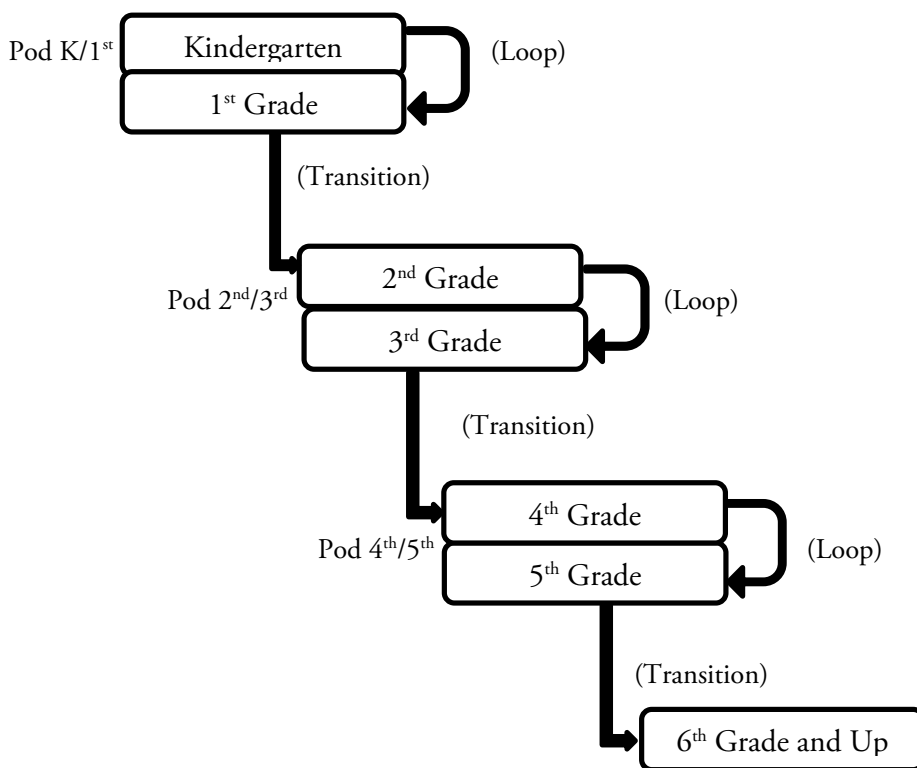 Kindergarten
Pod K/1st
(Loop)
1st Grade
(Transition)
2nd Grade
Pod 2nd/3rd
(Loop)
3rd Grade
(Transition)
4th Grade
Pod 4th/5th
(Loop)
5th Grade
(Transition)
6th Grade and Up